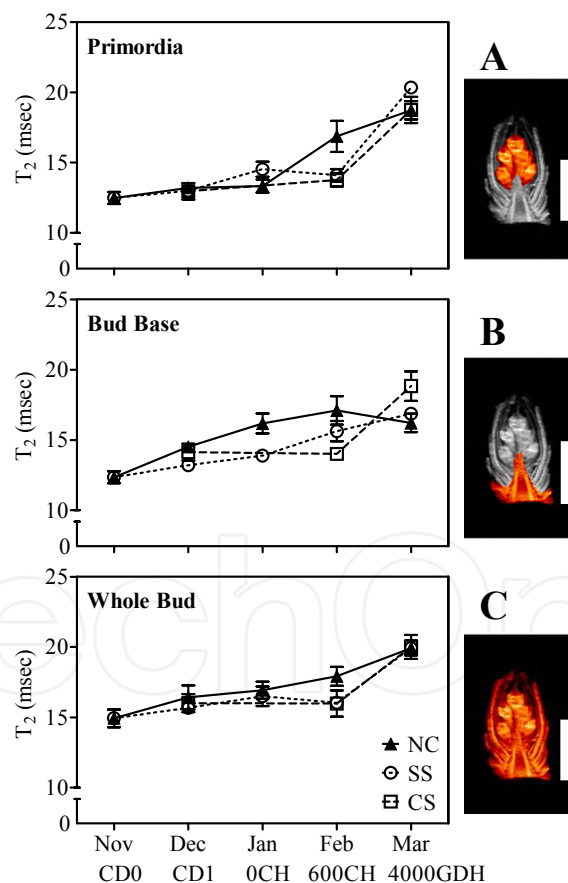 Primordia
A
25
20
15
10
0
T2 (msec)
Bud Base
B
25
20
15
10
0
T2 (msec)
Whole Bud
C
25
20
15
10
0
T2 (msec)
NC
SS
CS
Nov Dec Jan Feb Mar
CD0 CD1 0CH 600CH 4000GDH
echO